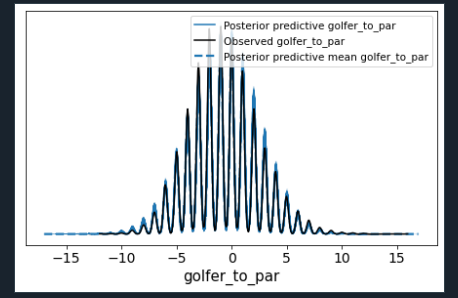 Posterior predictive golfer_to_par
Observed golfer_to_par
Posterior predictive mean golfer_to_par
−15 −10 −5 0 5 10 15
golfer_to_par